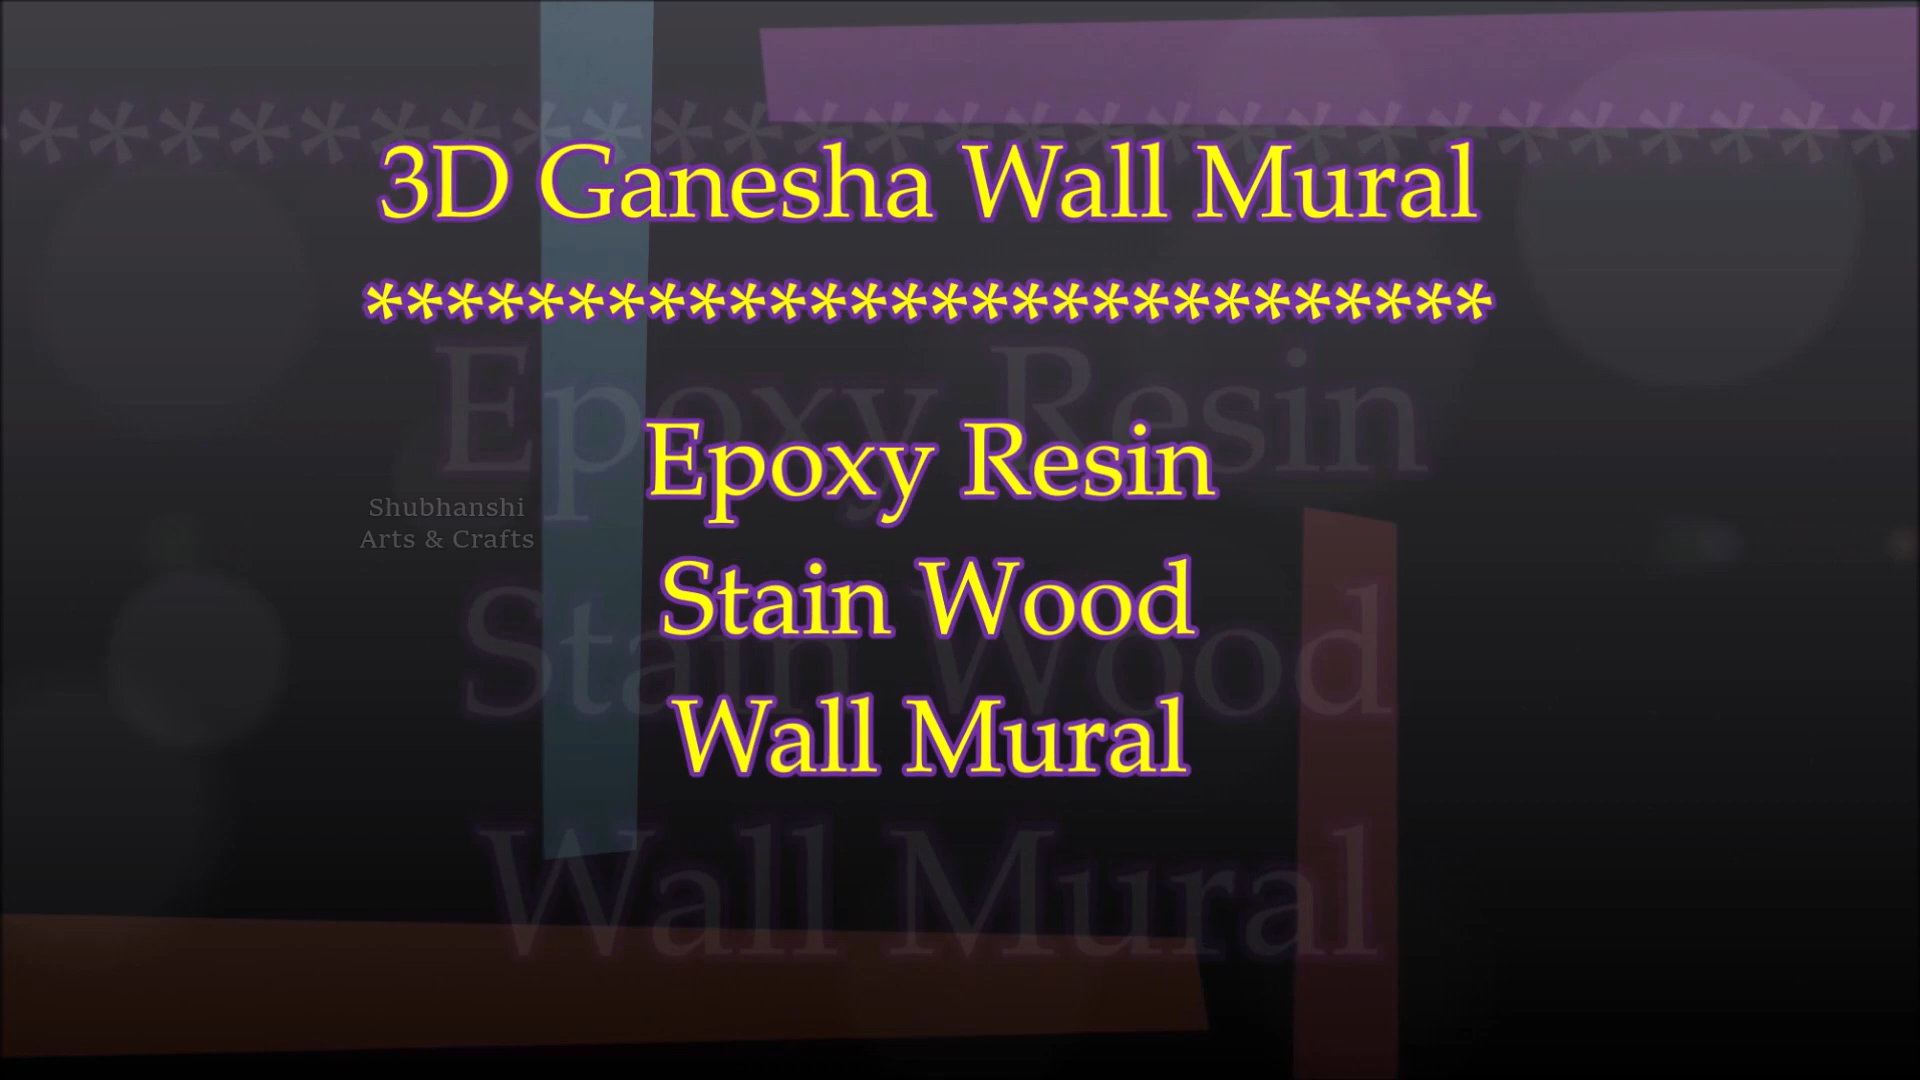 3D Ganesha Wall Mural
****************************
Epoxy Resin
Stain Wood
Wall Mural
Shubhanshi
Arts & Crafts